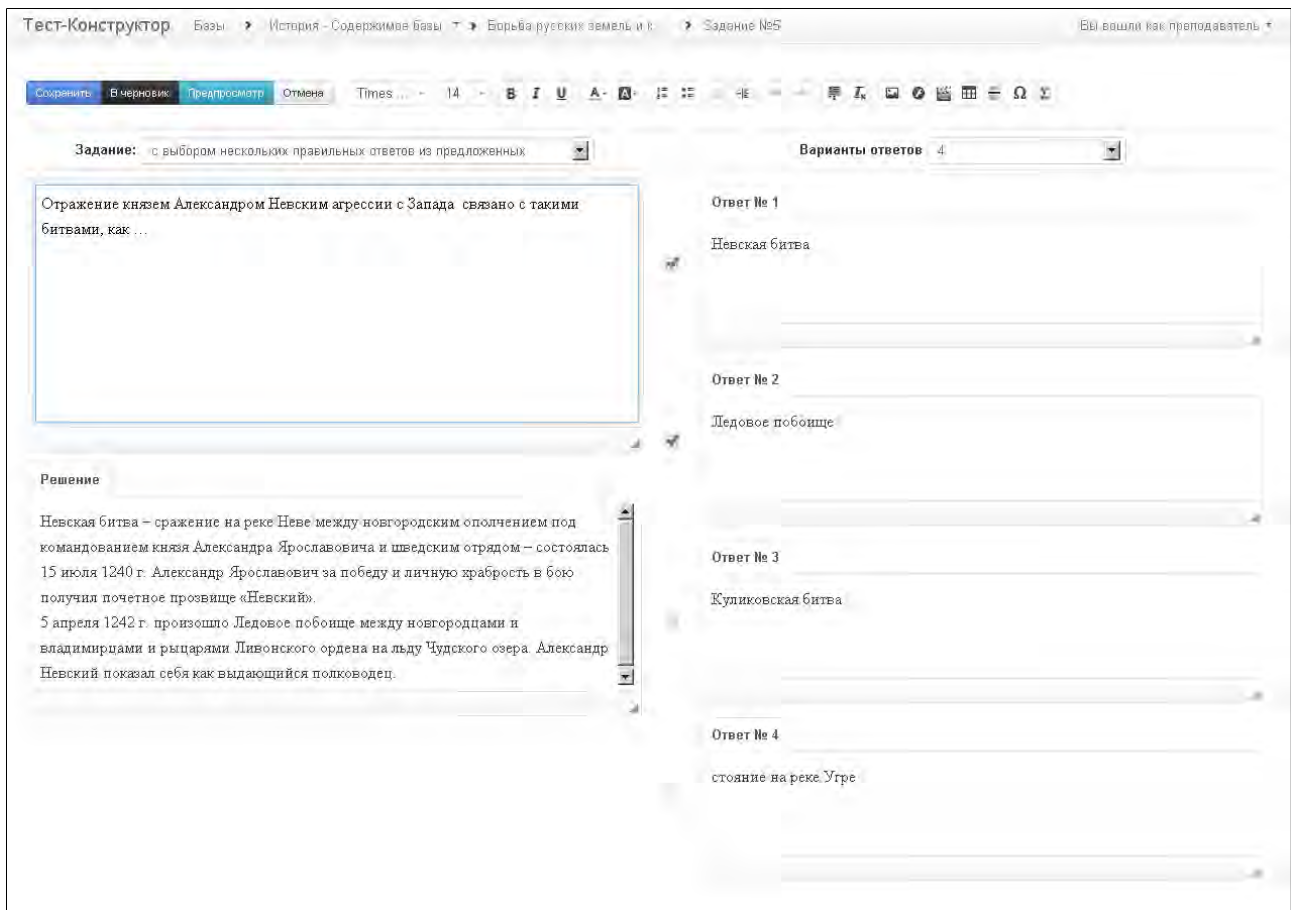 Тест-Конструктор Базы История - Содержимое базы Борьба русских земель и к Задание №5 Вы вошли как преподаватель
Сохранить В черновик Предпросмотр Отмена Times ... 14 B I U A A Ω Σ
Задание: с выбором нескольких правильных ответов из предложенных
Отражение князем Александром Невским агрессии с Запада связано с такими
битвами, как ...
Решение
Невская битва – сражение на реке Неве между новгородским ополчением под
командованием князя Александра Ярославовича и шведским отрядом – состоялась
15 июля 1240 г. Александр Ярославович за победу и личную храбрость в бою
получил почетное прозвище «Невский».
5 апреля 1242 г. произошло Ледовое побоище между новгородцами и
владимирцами и рыцарями Ливонского ордена на льду Чудского озера. Александр
Невский показал себя как выдающийся полководец.
Варианты ответов 4
Ответ № 1
Невская битва
Ответ № 2
Ледовое побоище
Ответ № 3
Куликовская битва
Ответ № 4
стояние на реке Угре